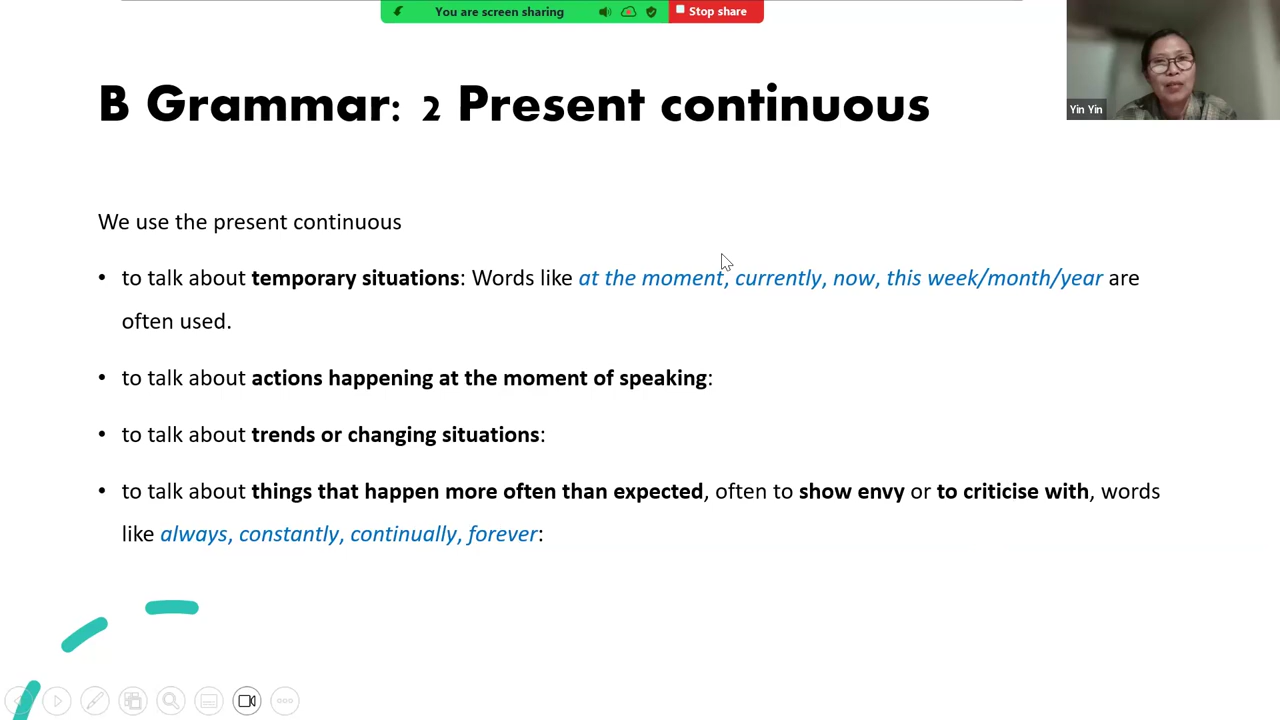 You are screen sharing
Stop share
B Grammar: 2 Present continuous
Yin Yin
We use the present continuous
• to talk about temporary situations: Words like at the moment, currently, now, this week/month/year are
often used.
• to talk about actions happening at the moment of speaking:
• to talk about trends or changing situations:
• to talk about things that happen more often than expected, often to show envy or to criticise with, words
like always, constantly, continually, forever: